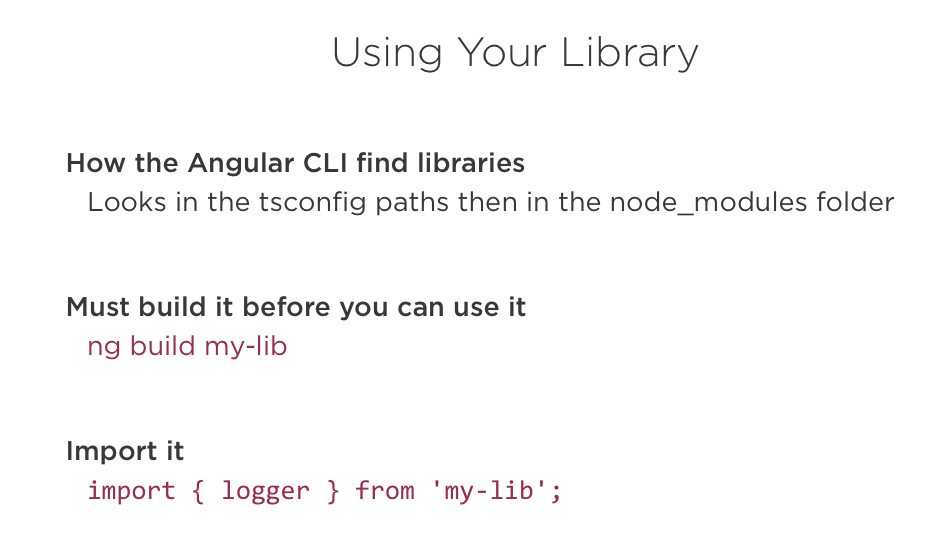 Using Your Library
How the Angular CLI find libraries
Looks in the tsconfig paths then in the node_modules folder
Must build it before you can use it
ng build my-lib
Import it
import { logger } from 'my-lib';